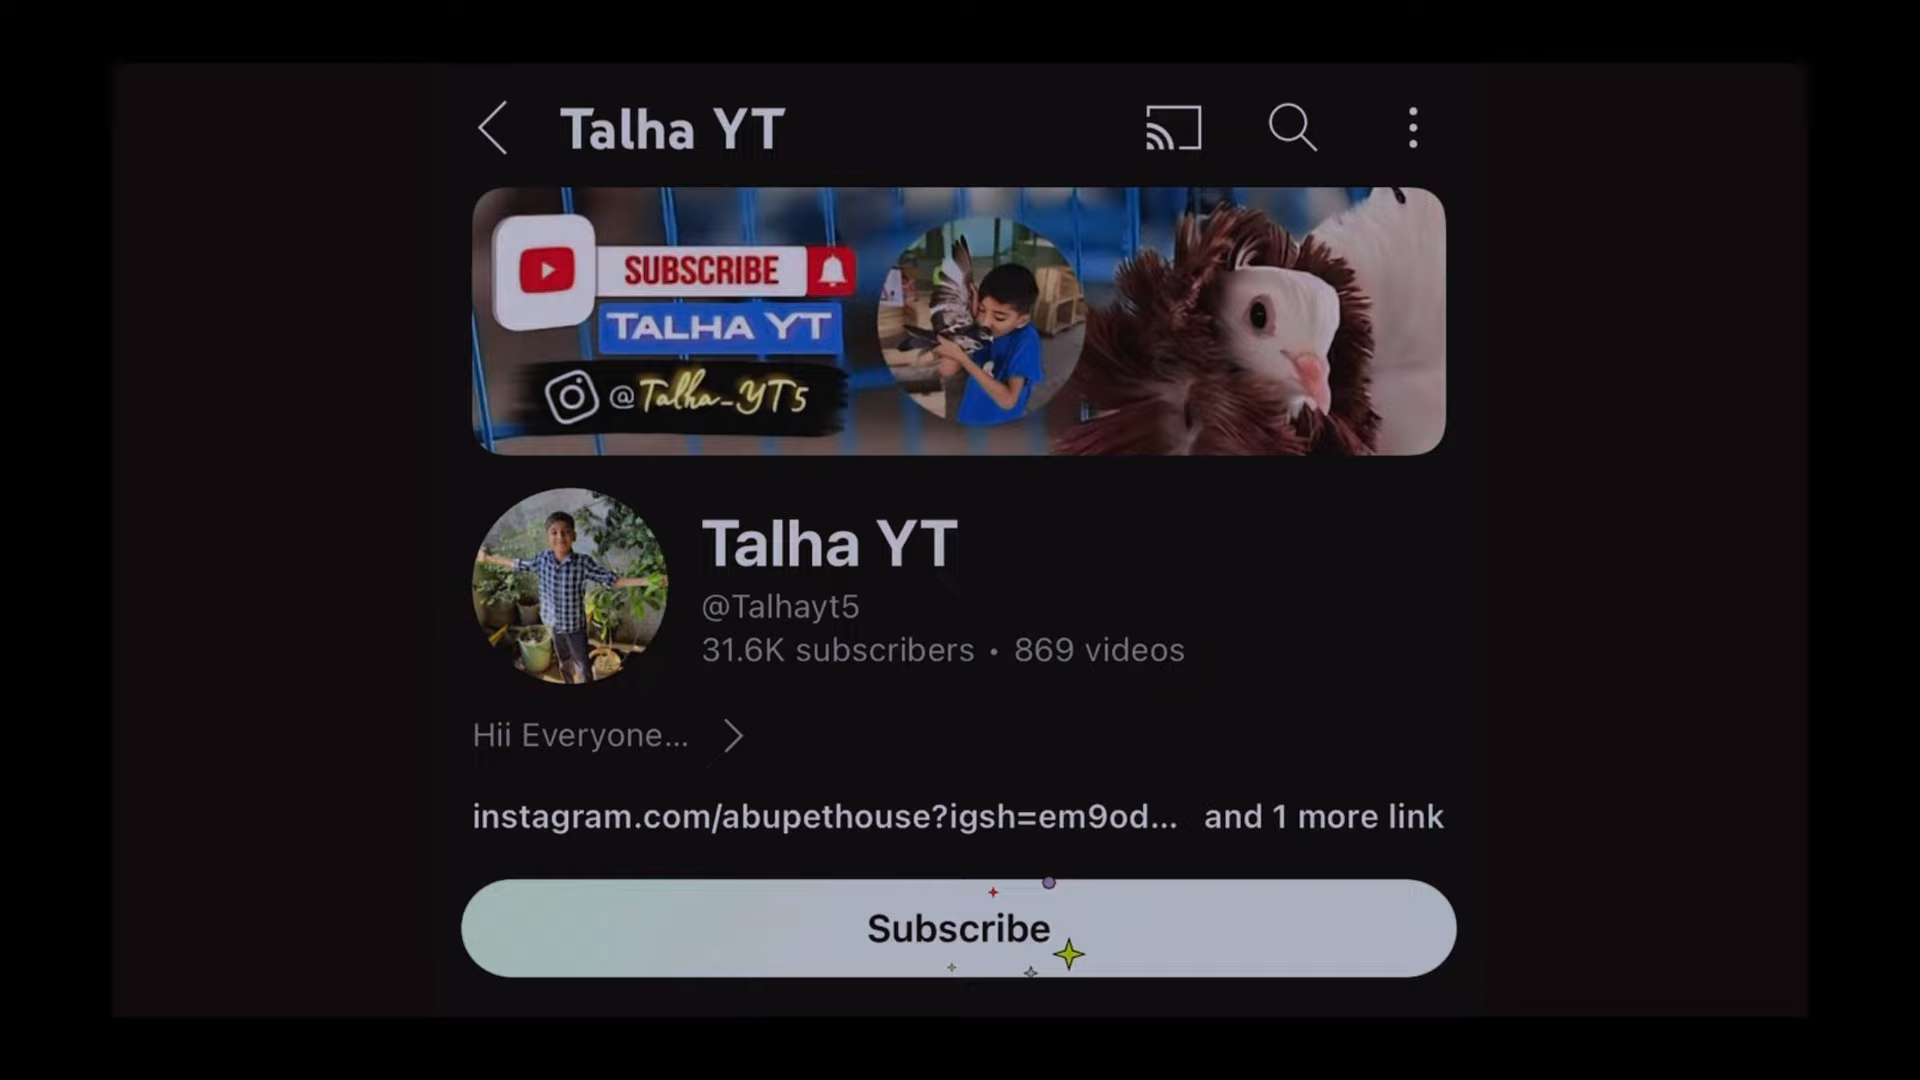 Talha YT
SUBSCRIBE
TALHA YT
@Talha_YT5
Talha YT
@Talhayt5
31.6K subscribers • 869 videos
Hii Everyone...
instagram.com/abupethouse?igsh=em9od... and 1 more link
Subscribe